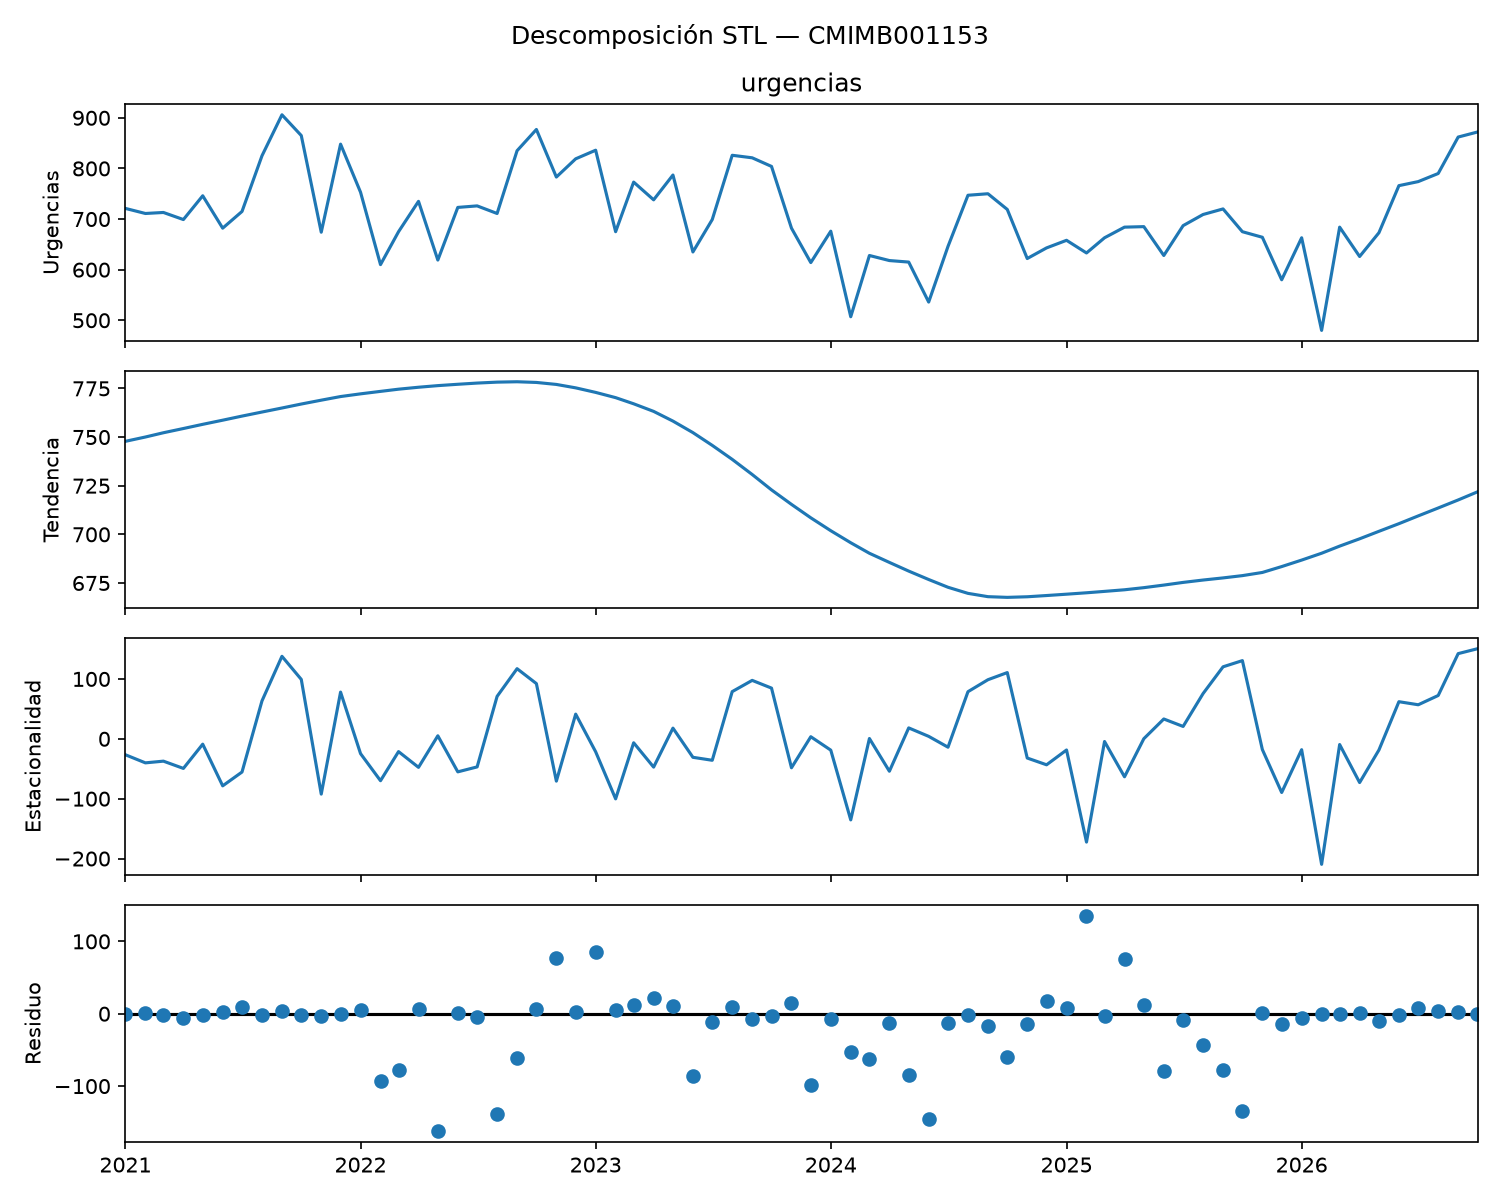 Descomposición STL — CMIMB001153
urgencias
900
800
700
600
500
Urgencias
775
750
725
700
675
Tendencia
100
0
−100
−200
Estacionalidad
100
0
−100
Residuo
2021 2022 2023 2024 2025 2026